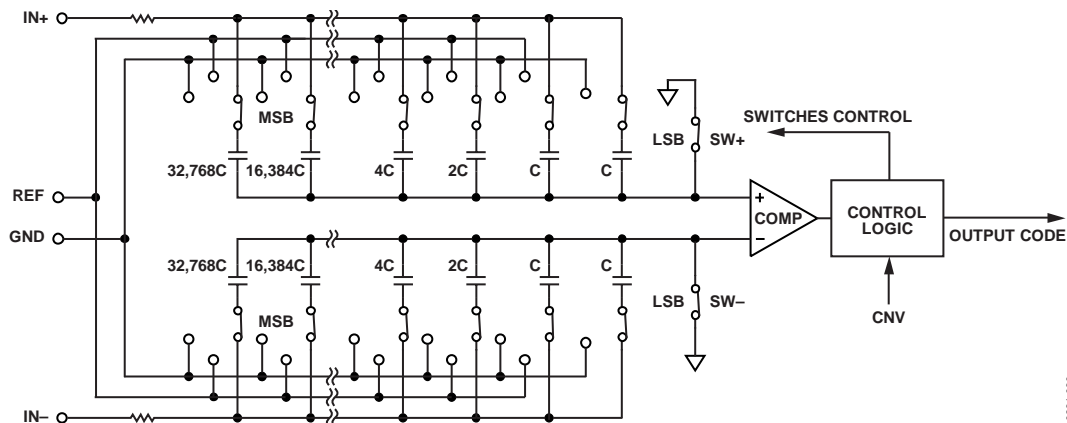 IN+
MSB
SWITCHES CONTROL
LSB SW+
32,768C 16,384C 4C 2C C C
REF
+
COMP
CONTROL
LOGIC
GND
–
OUTPUT CODE
32,768C 16,384C 4C 2C C C
MSB
LSB SW–
CNV
IN–